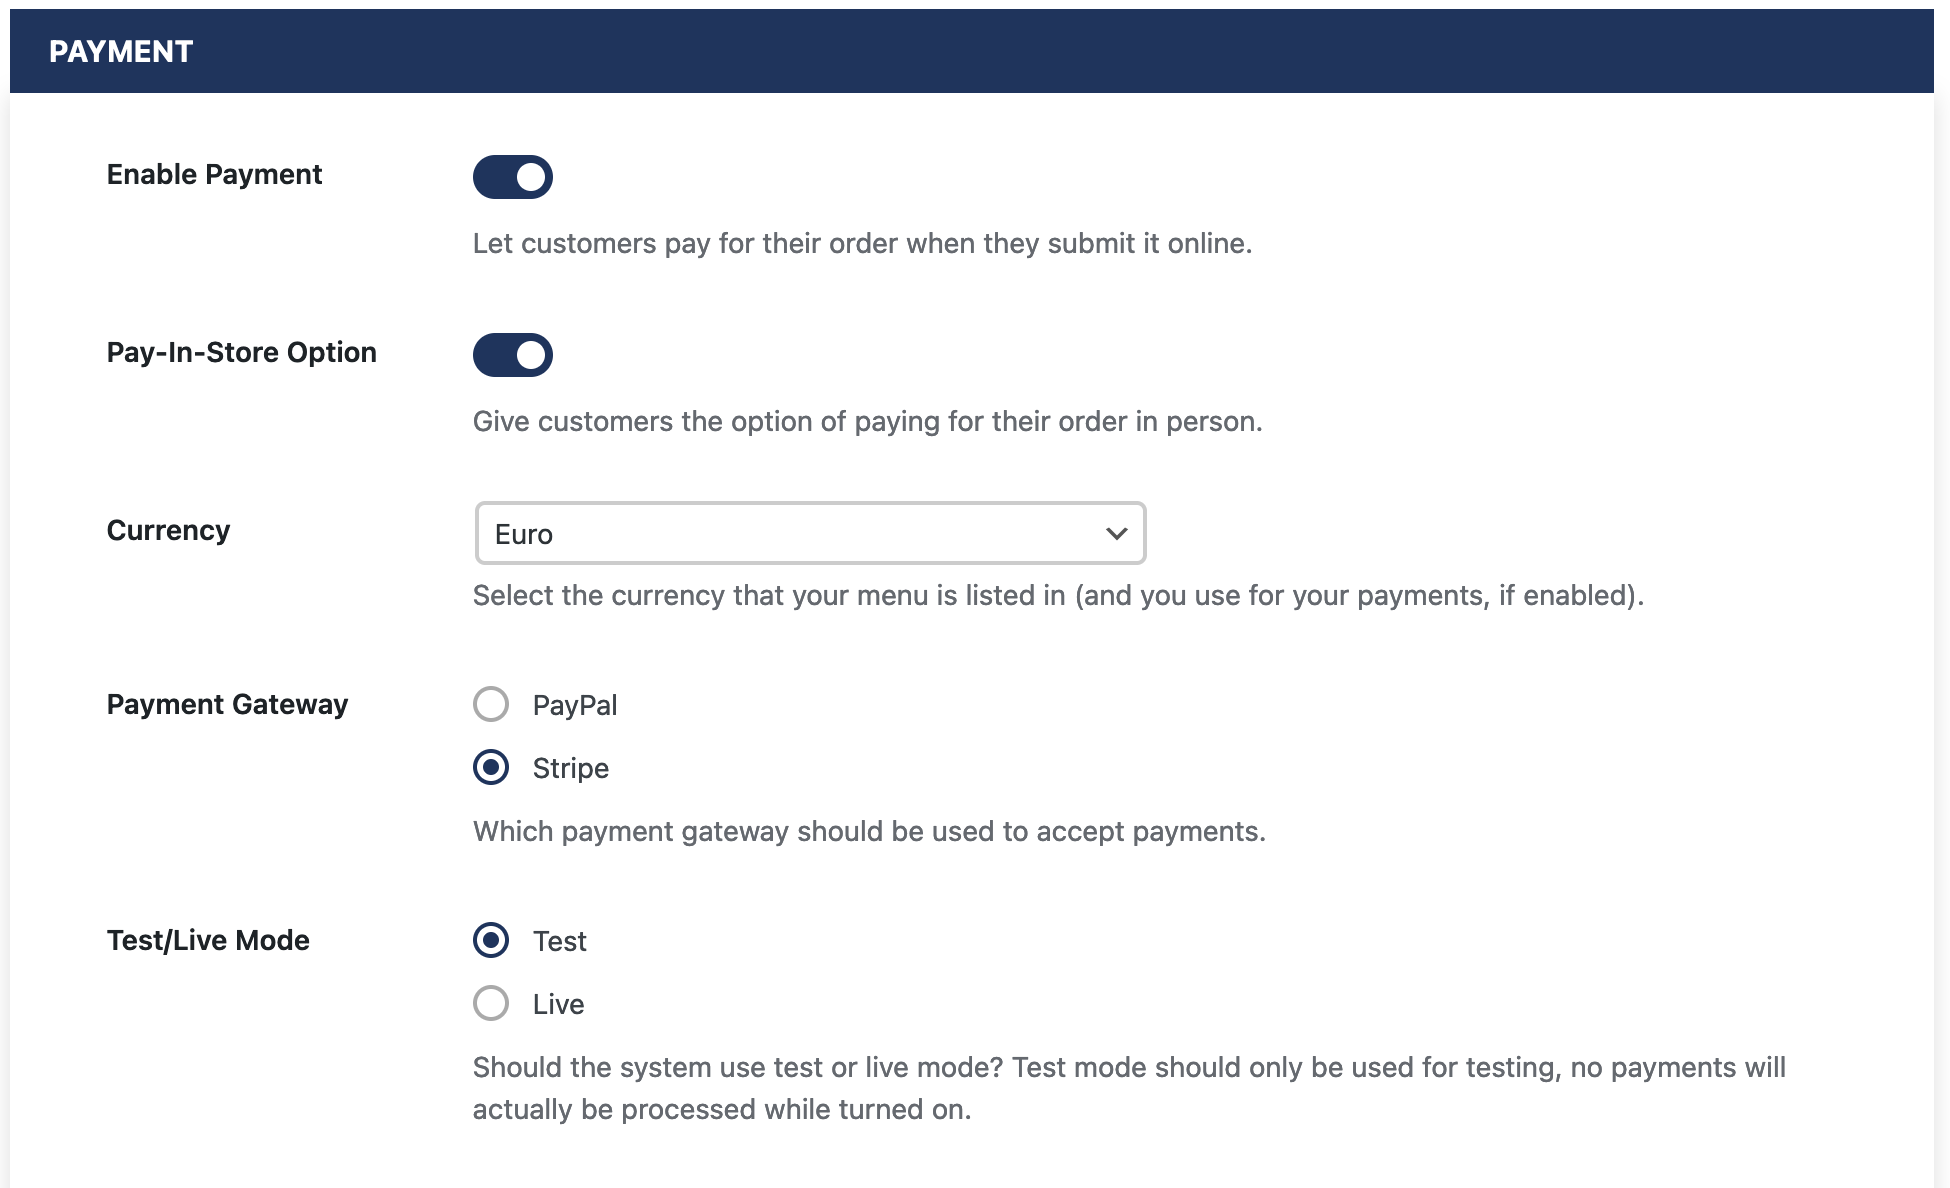 PAYMENT
Enable Payment
Let customers pay for their order when they submit it online.
Pay-In-Store Option
Give customers the option of paying for their order in person.
Currency
Euro
Select the currency that your menu is listed in (and you use for your payments, if enabled).
Payment Gateway
PayPal
Stripe
Which payment gateway should be used to accept payments.
Test/Live Mode
Test
Live
Should the system use test or live mode? Test mode should only be used for testing, no payments will
actually be processed while turned on.